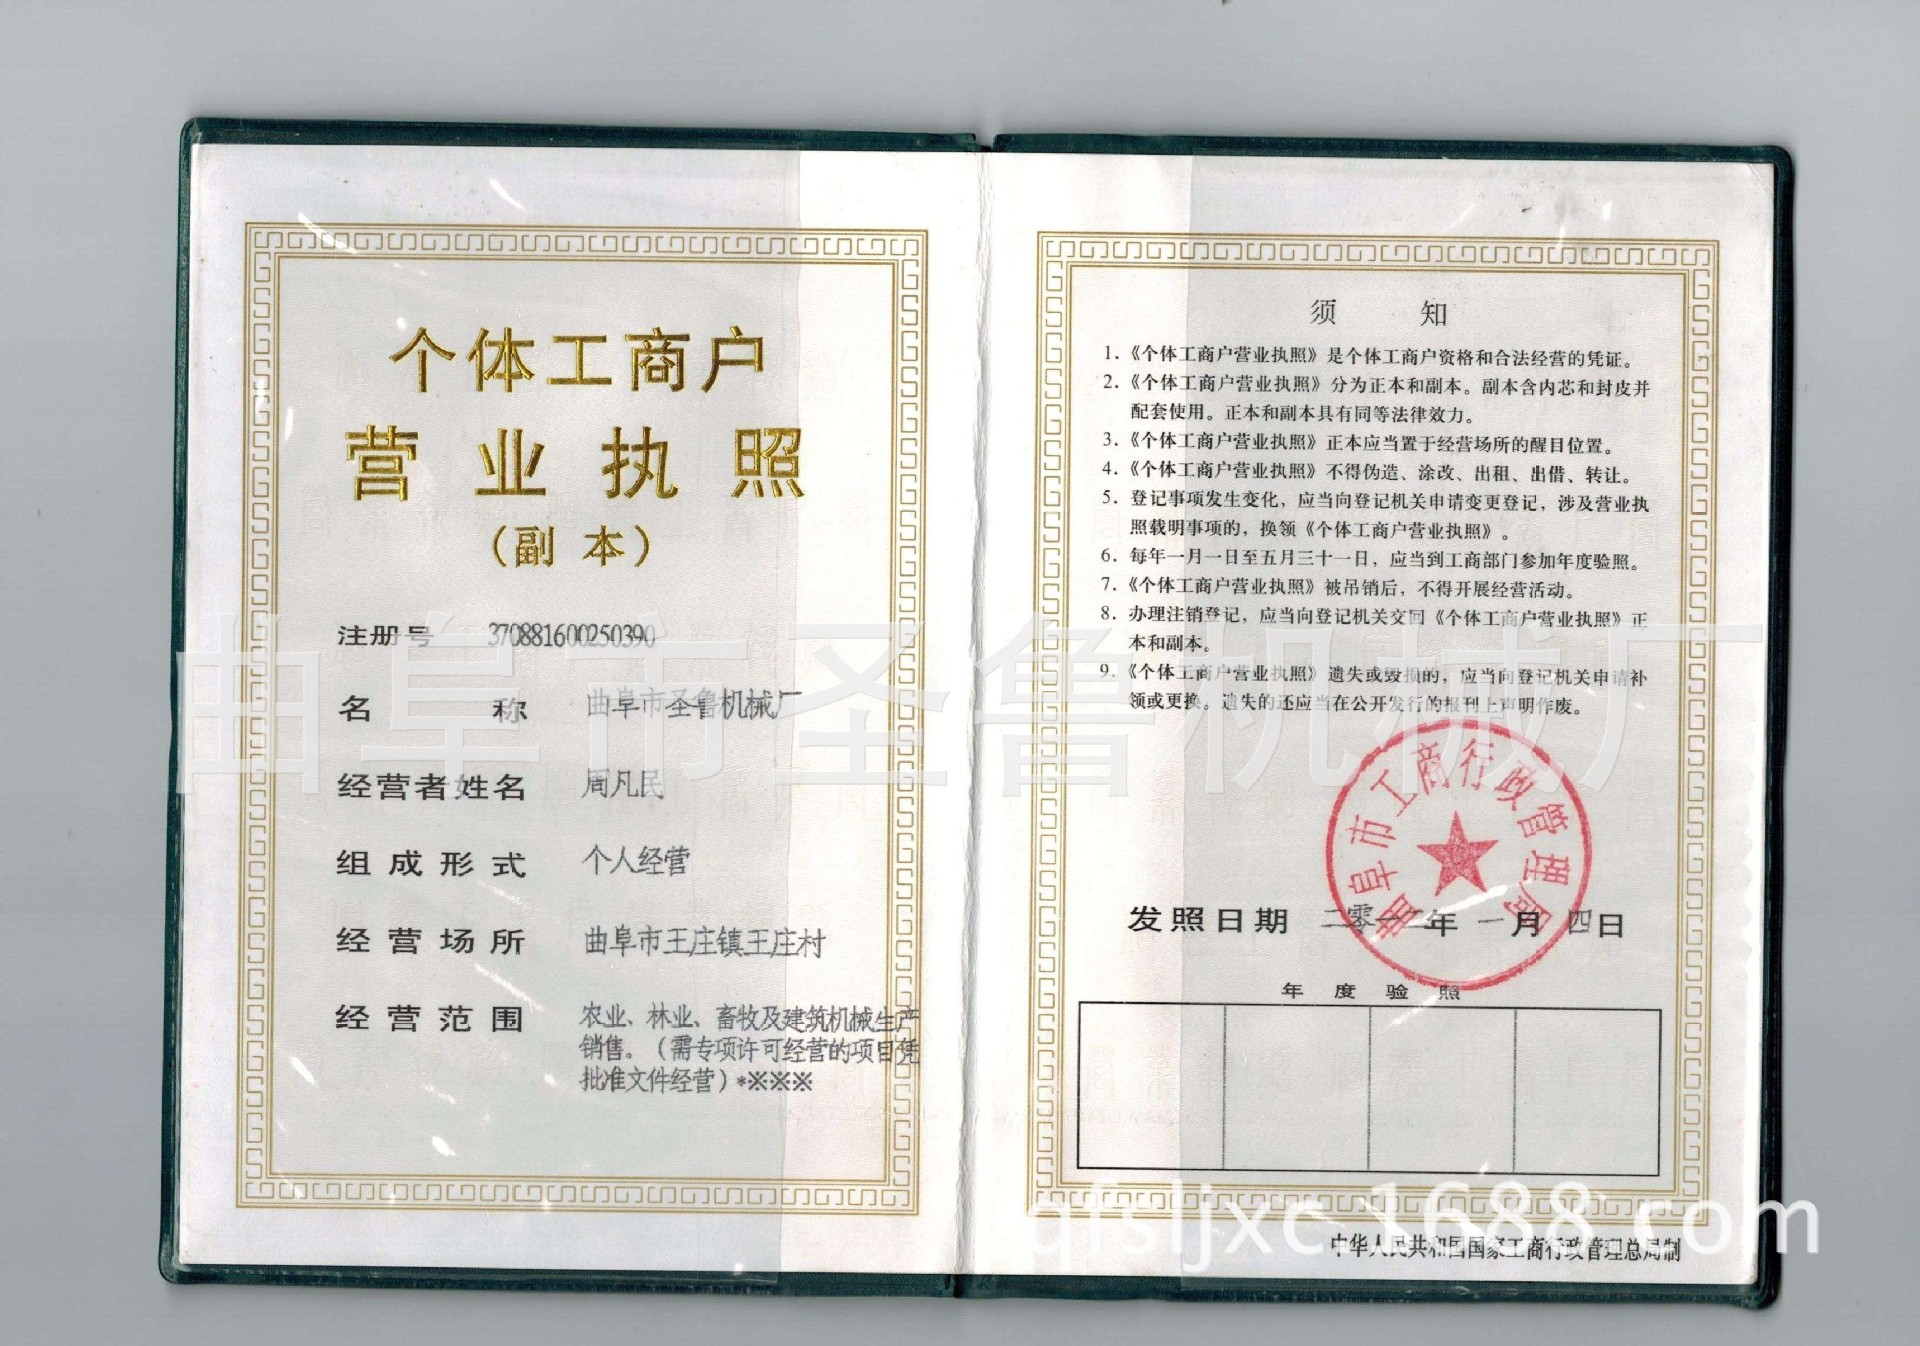 个体工商户
营业执照
（副本）
注册号 370881600250390
名称 曲阜市圣鲁机械厂
经营者姓名 周凡民
组成形式 个人经营
经营场所 曲阜市王庄镇王庄村
经营范围 农业、林业、畜牧及建筑机械生产
销售。（需专项许可经营的项目凭
批准文件经营）*※※※
须知
1.《个体工商户营业执照》是个体工商户资格和合法经营的凭证。
2.《个体工商户营业执照》分为正本和副本。副本含内芯和封皮并
配套使用。正本和副本具有同等法律效力。
3.《个体工商户营业执照》正本应当置于经营场所的醒目位置。
4.《个体工商户营业执照》不得伪造、涂改、出租、出借、转让。
5. 登记事项发生变化，应当向登记机关申请变更登记，涉及营业执
照载明事项的，换领《个体工商户营业执照》。
6. 每年一月一日至五月三十一日，应当到工商部门参加年度验照。
7.《个体工商户营业执照》被吊销后，不得开展经营活动。
8. 办理注销登记，应当向登记机关交回《个体工商户营业执照》正
本和副本。
9.《个体工商户营业执照》遗失或毁损的，应当向登记机关申请补
领或更换。遗失的还应当在公开发行的报刊上声明作废。
曲阜市工商行政管理局
发照日期 二零一二年一月四日
年度验照
中华人民共和国国家工商行政管理总局制
曲阜市圣鲁机械厂
qfsljxc.1688.com